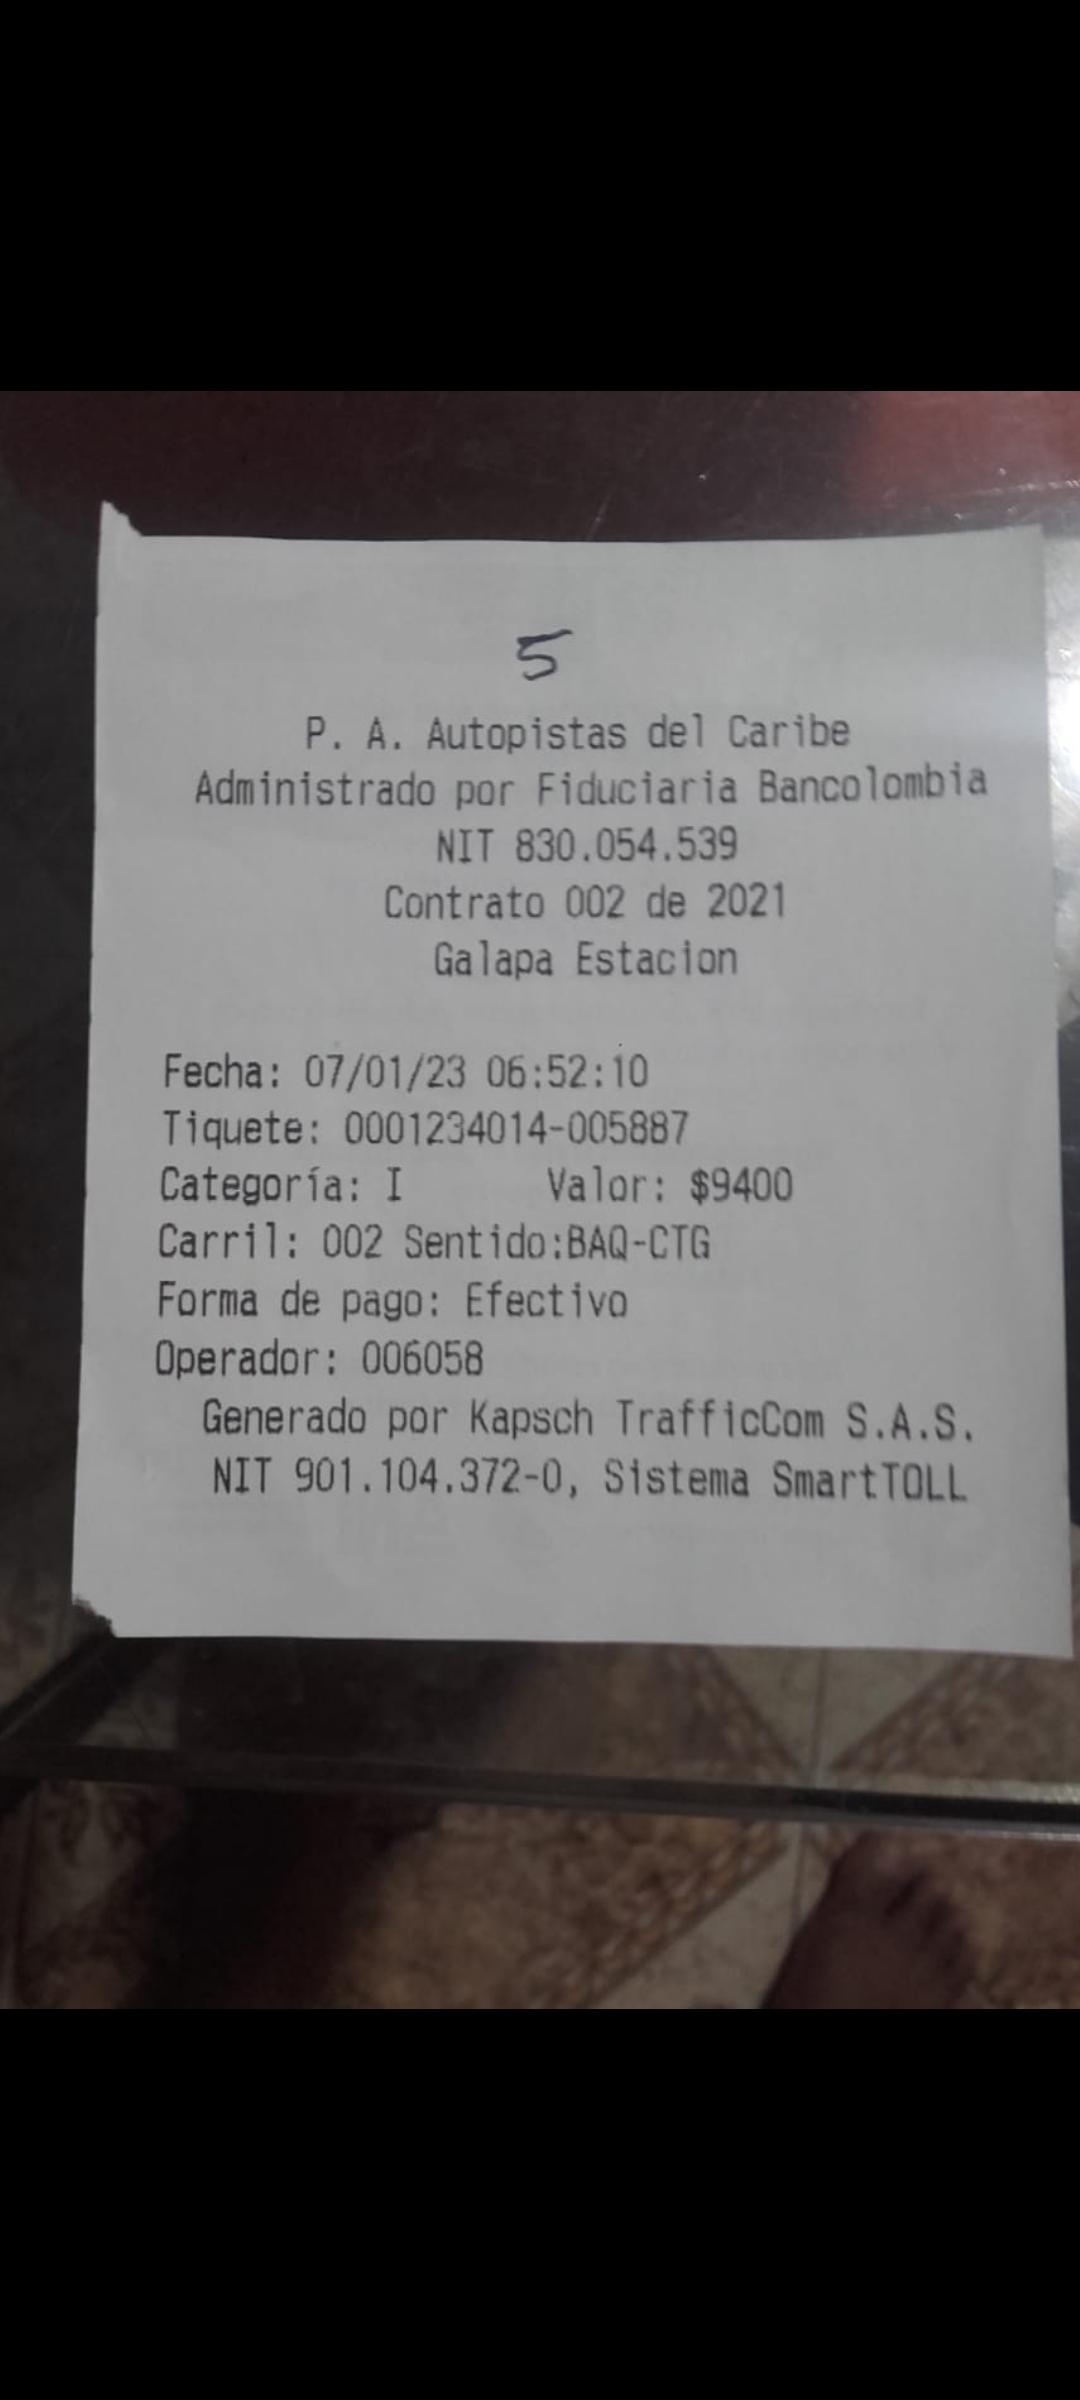 5
P. A. Autopistas del Caribe
Administrado por Fiduciaria Bancolombia
NIT 830.054.539
Contrato 002 de 2021
Galapa Estacion
Fecha: 07/01/23 06:52:10
Tiquete: 0001234014-005887
Categoría: I Valor: $9400
Carril: 002 Sentido:BAQ-CTG
Forma de pago: Efectivo
Operador: 006058
Generado por Kapsch TrafficCom S.A.S.
NIT 901.104.372-0, Sistema SmartTOLL